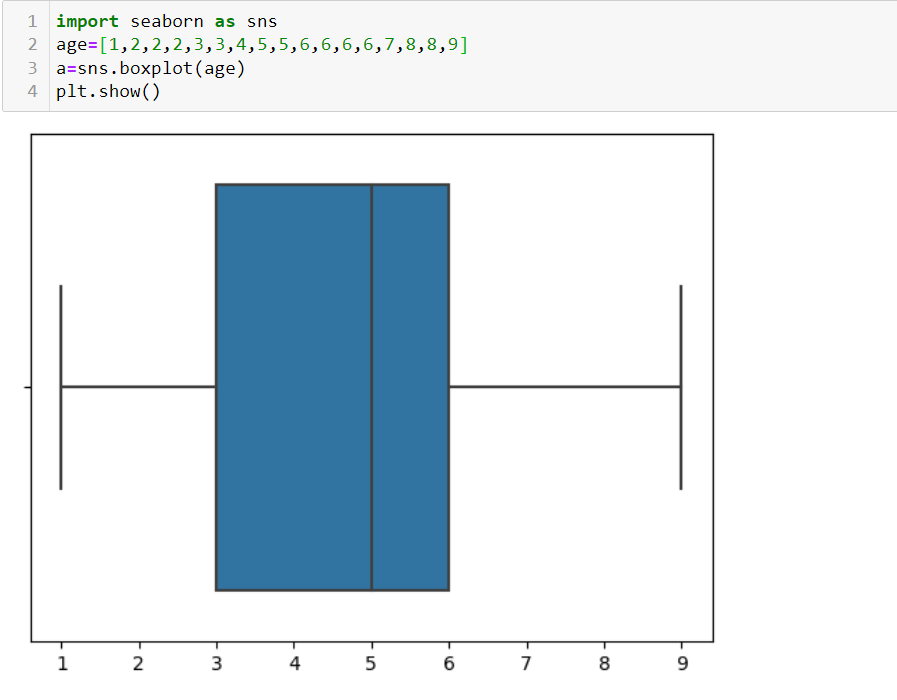 1 import seaborn as sns
2 age=[1,2,2,2,3,3,4,5,5,6,6,6,6,7,8,8,9]
3 a=sns.boxplot(age)
4 plt.show()
1 2 3 4 5 6 7 8 9